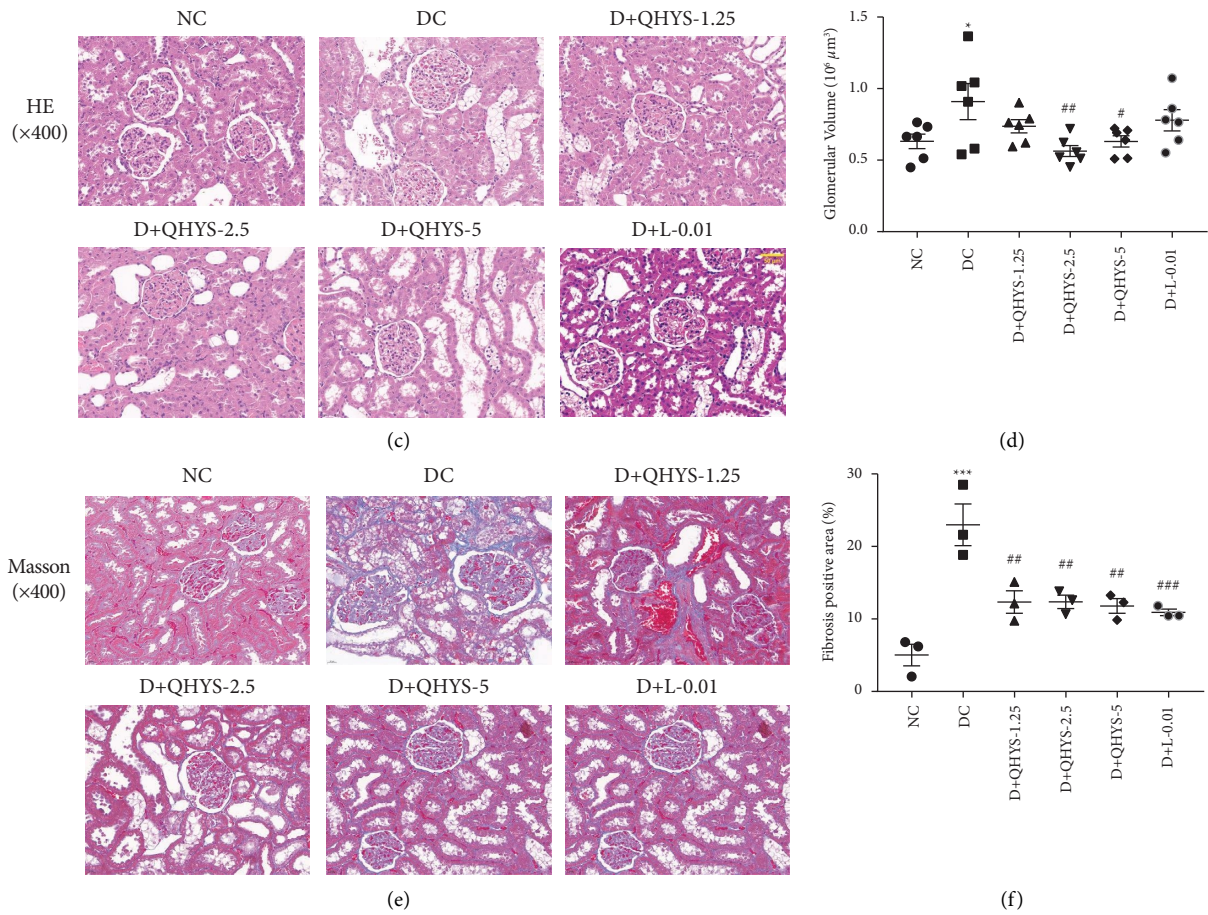 NC DC D+QHYS-1.25
HE
(×400)
D+QHYS-2.5 D+QHYS-5 D+L-0.01
(c)
Glomerular Volume (10⁶ μm³)
1.5
1.0
0.5
0.0
*
##
#
NC
DC
D+QHYS-1.25
D+QHYS-2.5
D+QHYS-5
D+L-0.01
(d)
NC DC D+QHYS-1.25
Masson
(×400)
D+QHYS-2.5 D+QHYS-5 D+L-0.01
(e)
Fibrosis positive area (%)
30
20
10
0
***
##
##
##
###
NC
DC
D+QHYS-1.25
D+QHYS-2.5
D+QHYS-5
D+L-0.01
(f)